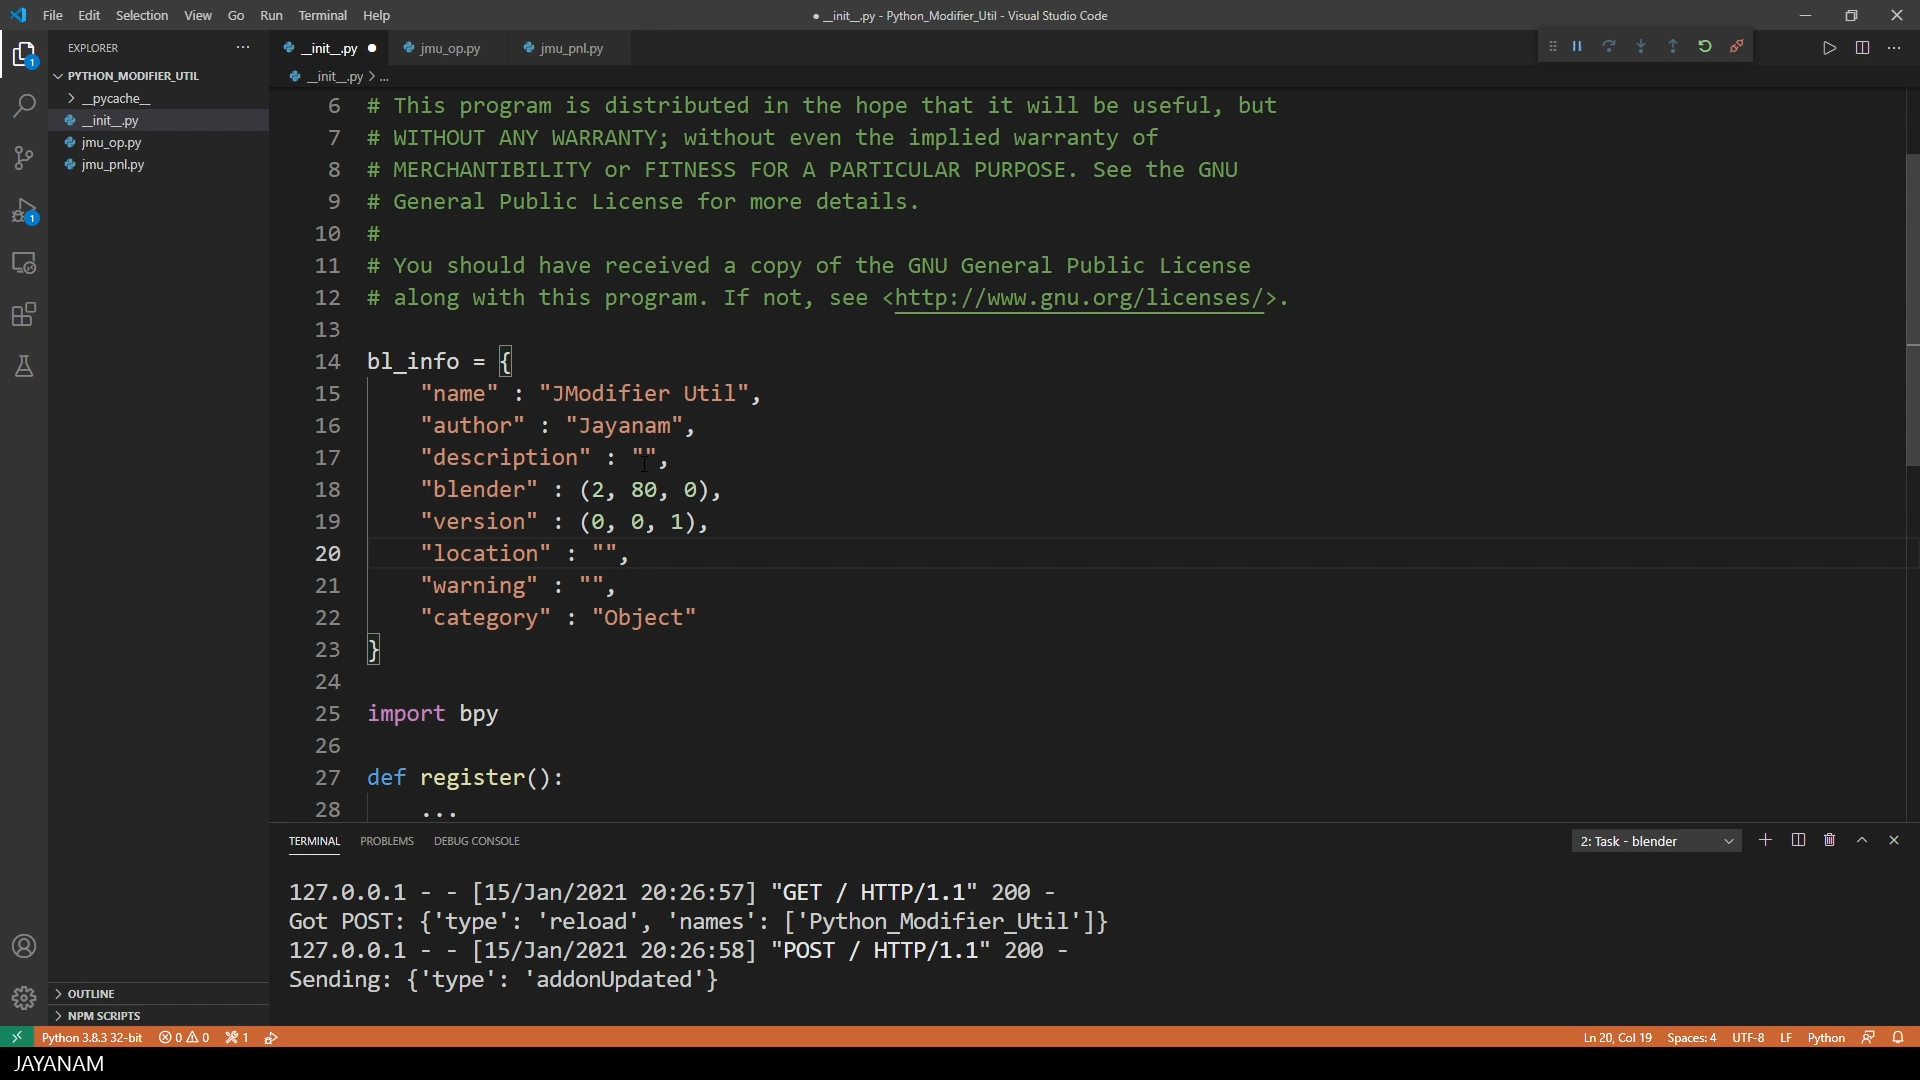 File Edit Selection View Go Run Terminal Help
● __init__.py - Python_Modifier_Util - Visual Studio Code
EXPLORER ···
__init__.py ● jmu_op.py jmu_pnl.py
PYTHON_MODIFIER_UTIL
__init__.py > ...
__pycache__
__init__.py
jmu_op.py
jmu_pnl.py
1
1
6 # This program is distributed in the hope that it will be useful, but
7 # WITHOUT ANY WARRANTY; without even the implied warranty of
8 # MERCHANTIBILITY or FITNESS FOR A PARTICULAR PURPOSE. See the GNU
9 # General Public License for more details.
10 #
11 # You should have received a copy of the GNU General Public License
12 # along with this program. If not, see <http://www.gnu.org/licenses/>.
13
14 bl_info = {
15 "name" : "JModifier Util",
16 "author" : "Jayanam",
17 "description" : "",
18 "blender" : (2, 80, 0),
19 "version" : (0, 0, 1),
20 "location" : "",
21 "warning" : "",
22 "category" : "Object"
23 }
24
25 import bpy
26
27 def register():
28 ...
TERMINAL PROBLEMS DEBUG CONSOLE 2: Task - blender
127.0.0.1 - - [15/Jan/2021 20:26:57] "GET / HTTP/1.1" 200 -
Got POST: {'type': 'reload', 'names': ['Python_Modifier_Util']}
127.0.0.1 - - [15/Jan/2021 20:26:58] "POST / HTTP/1.1" 200 -
Sending: {'type': 'addonUpdated'}
OUTLINE
NPM SCRIPTS
Python 3.8.3 32-bit 0 0 1 Ln 20, Col 19 Spaces: 4 UTF-8 LF Python
JAYANAM